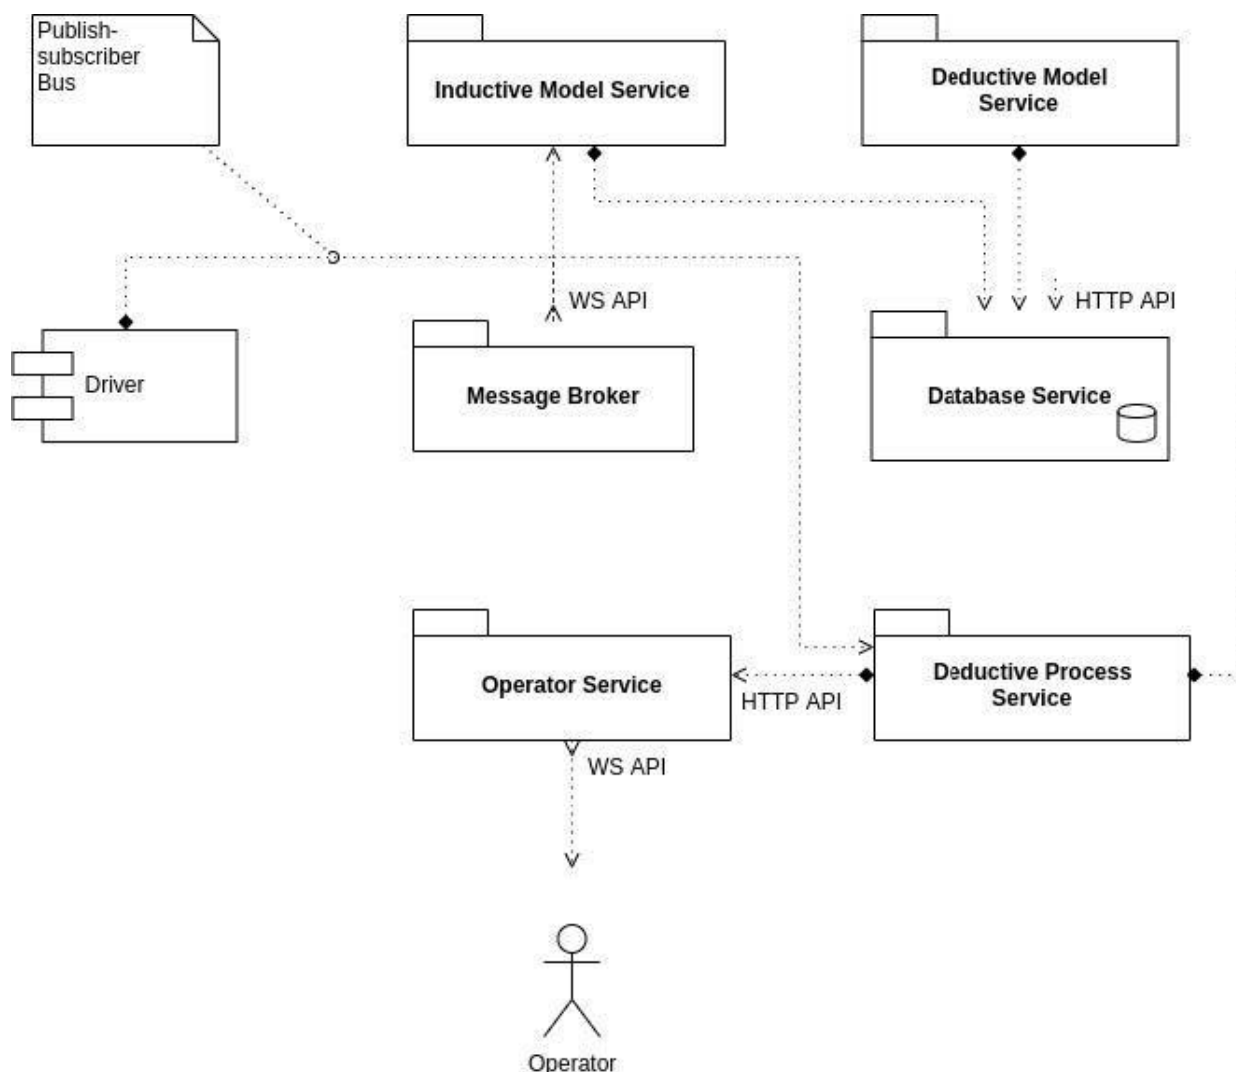 Publish-
subscriber
Bus
Inductive Model Service
Deductive Model
Service
WS API
HTTP API
Driver
Message Broker
Database Service
Operator Service
Deductive Process
Service
HTTP API
WS API
Operator